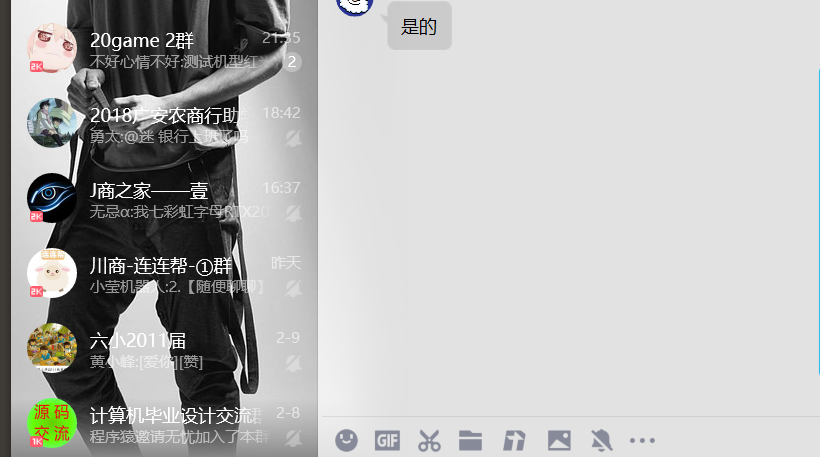 20game 2群 21:35
不好心情不好:测试机型红 2
2K
2018广安农商行助 18:42
勇太:@迷 银行上班了吗
J商之家——壹 16:37
无忌α:我七彩虹字母RTX20
2K
川商-连连帮-①群 昨天
小莹机器人:2.【随便聊聊】
2K
六小2011届 2-9
黄小峰:[爱你][赞]
源码
交流
计算机毕业设计交流群 2-8
程序猿邀请无忧加入了本群
1K
是的
GIF